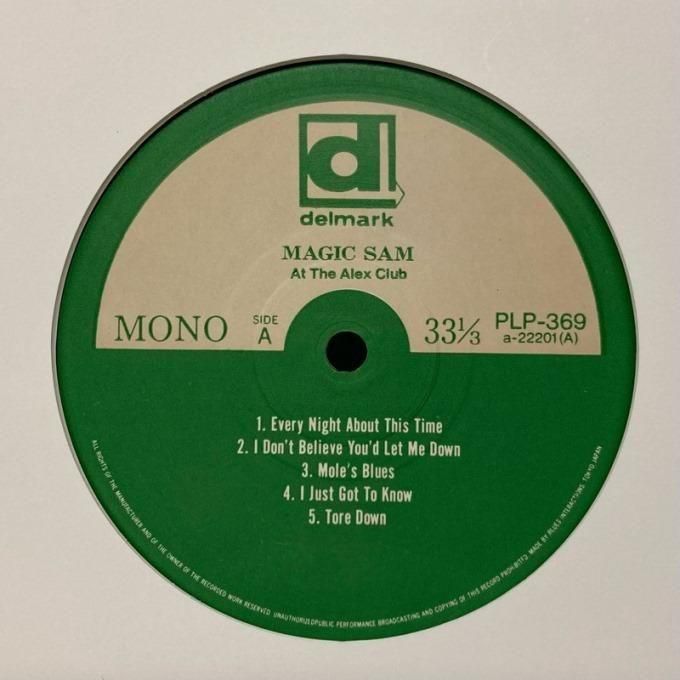 d
delmark
MAGIC SAM
At The Alex Club
MONO
SIDE
A
33⅓
PLP-369
a-22201(A)
1. Every Night About This Time
2. I Don't Believe You'd Let Me Down
3. Mole's Blues
4. I Just Got To Know
5. Tore Down
ALL RIGHTS OF THE MANUFACTURER AND OF THE OWNER OF THE RECORDED WORK RESERVED. UNAUTHORIZED PUBLIC PERFORMANCE BROADCASTING AND COPYING OF THIS RECORD PROHIBITED. MADE BY BLUES INTERACTIONS, TOKYO JAPAN